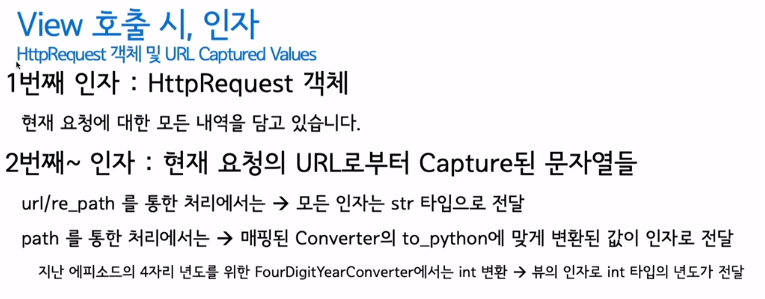 View 호출 시, 인자
HttpRequest 객체 및 URL Captured Values
1번째 인자 : HttpRequest 객체
현재 요청에 대한 모든 내역을 담고 있습니다.
2번째~ 인자 : 현재 요청의 URL로부터 Capture된 문자열들
url/re_path 를 통한 처리에서는 → 모든 인자는 str 타입으로 전달
path 를 통한 처리에서는 → 매핑된 Converter의 to_python에 맞게 변환된 값이 인자로 전달
지난 에피소드의 4자리 년도를 위한 FourDigitYearConverter에서는 int 변환 → 뷰의 인자로 int 타입의 년도가 전달